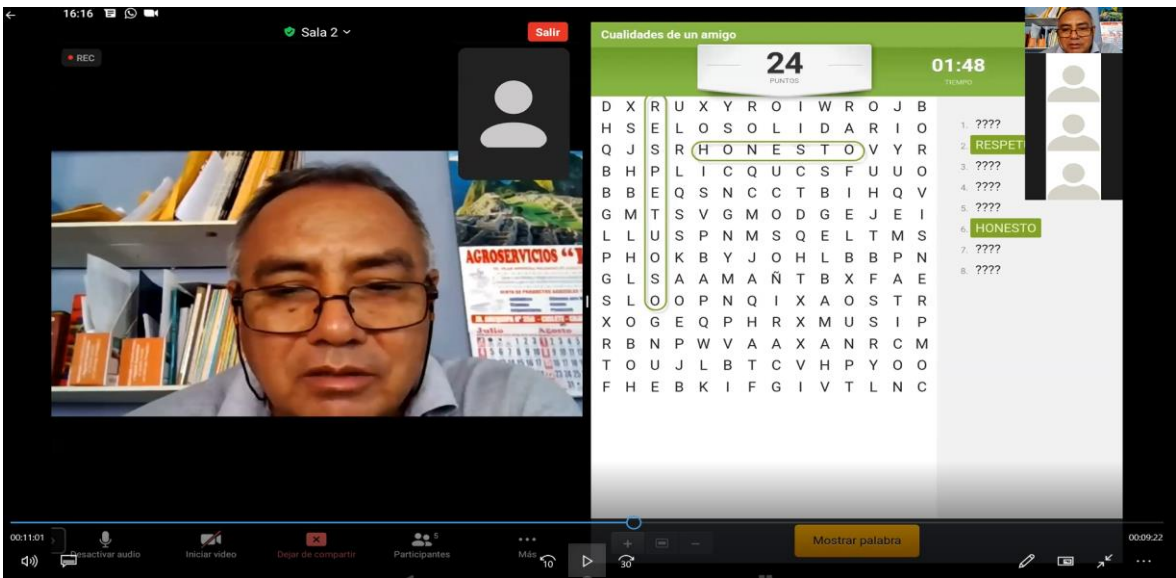 16:16
Sala 2
Salir
REC
AGROSERVICIOS
Julio Agosto
Cualidades de un amigo
24
PUNTOS
01:48
TIEMPO
D X R U X Y R O I W R O J B
H S E L O S O L I D A R I O
Q J S R H O N E S T O V Y R
B H P L I C Q U C S F U U O
B B E Q S N C C T B I H Q V
G M T S V G M O D G E J E I
L L U S P N M S Q E L T M S
P H O K B Y J O H L B B P N
G L S A A M A Ñ T B X F A E
S L O O P N Q I X A O S T R
X O G E Q P H R X M U S I P
R B N P W V A A X A N R C M
T O U J L B T C V H P Y O O
F H E B K I F G I V T L N C
1. ????
2. RESPET
3. ????
4. ????
5. ????
6. HONESTO
7. ????
8. ????
Mostrar palabra
00:11:01
00:09:22
Desactivar audio
Iniciar video
Dejar de compartir
Participantes
5
Más
10
30